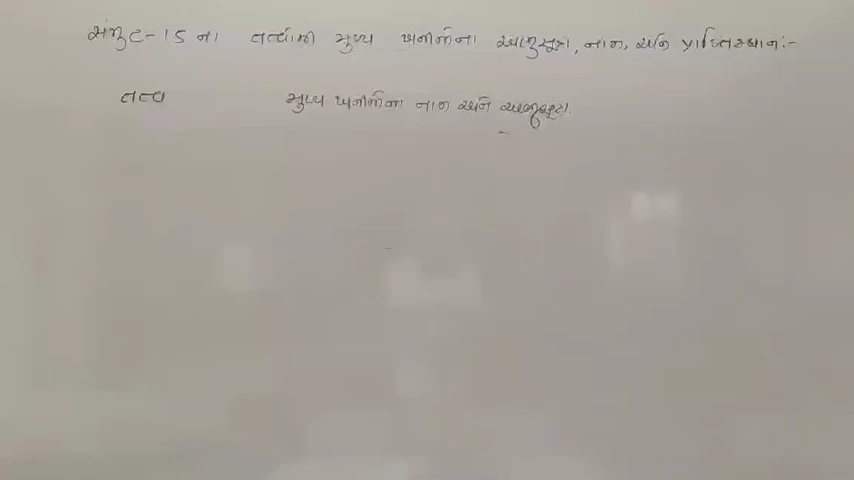 સમુહ-15 ના તત્વોની મુખ્ય ખનીજોના અણુસૂત્રો, નામ, અને પ્રાપ્તિસ્થાન:-
તત્વ મુખ્ય ખનીજોના નામ અને અણુસૂત્રો.